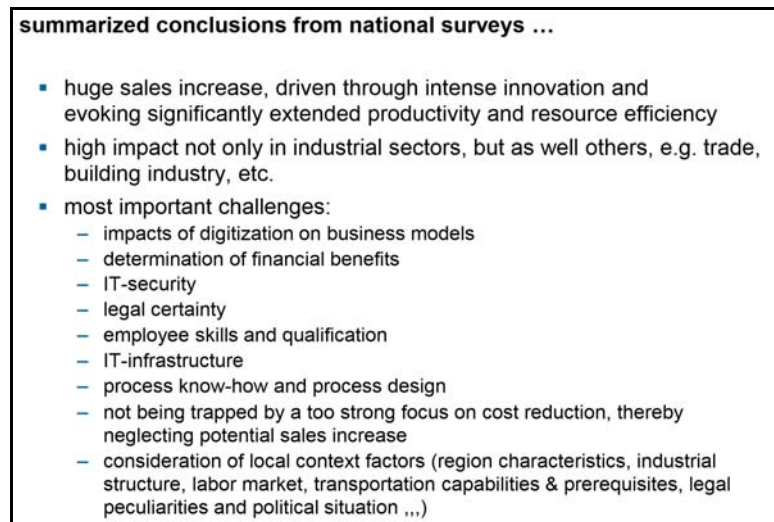 summarized conclusions from national surveys ...
▪ huge sales increase, driven through intense innovation and
evoking significantly extended productivity and resource efficiency
▪ high impact not only in industrial sectors, but as well others, e.g. trade,
building industry, etc.
▪ most important challenges:
– impacts of digitization on business models
– determination of financial benefits
– IT-security
– legal certainty
– employee skills and qualification
– IT-infrastructure
– process know-how and process design
– not being trapped by a too strong focus on cost reduction, thereby
neglecting potential sales increase
– consideration of local context factors (region characteristics, industrial
structure, labor market, transportation capabilities & prerequisites, legal
peculiarities and political situation ,,,)